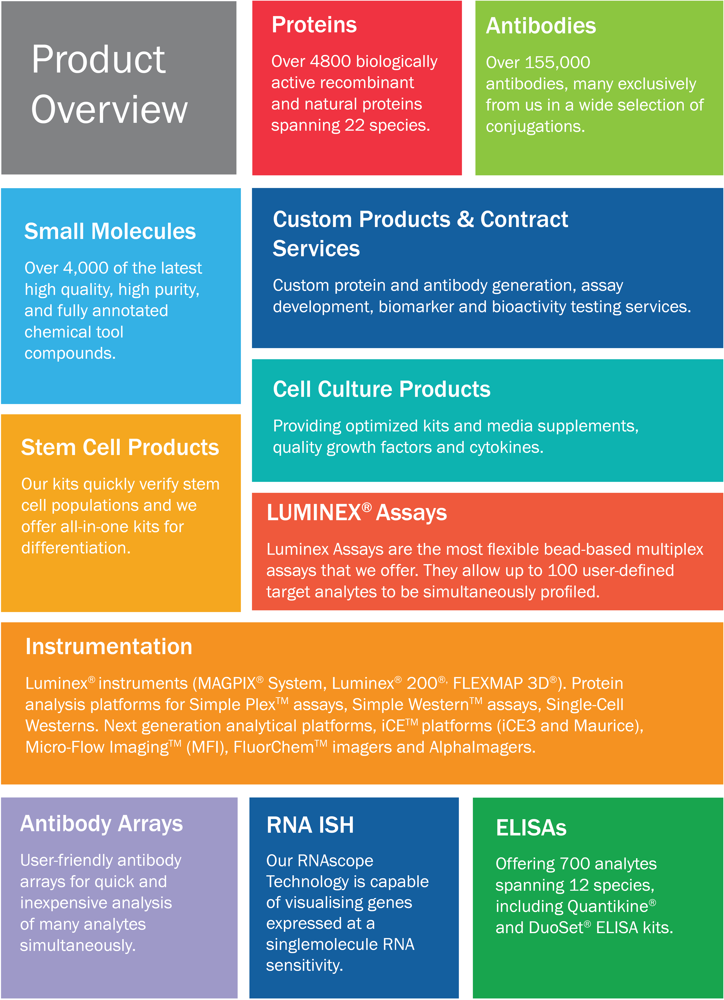 Product
Overview
Proteins
Over 4800 biologically
active recombinant
and natural proteins
spanning 22 species.
Antibodies
Over 155,000
antibodies, many exclusively
from us in a wide selection of
conjugations.
Small Molecules
Over 4,000 of the latest
high quality, high purity,
and fully annotated
chemical tool
compounds.
Custom Products & Contract
Services
Custom protein and antibody generation, assay
development, biomarker and bioactivity testing services.
Cell Culture Products
Providing optimized kits and media supplements,
quality growth factors and cytokines.
Stem Cell Products
Our kits quickly verify stem
cell populations and we
offer all-in-one kits for
differentiation.
LUMINEX® Assays
Luminex Assays are the most flexible bead-based multiplex
assays that we offer. They allow up to 100 user-defined
target analytes to be simultaneously profiled.
Instrumentation
Luminex® instruments (MAGPIX® System, Luminex® 200®, FLEXMAP 3D®). Protein
analysis platforms for Simple Plex™ assays, Simple Western™ assays, Single-Cell
Westerns. Next generation analytical platforms, iCE™ platforms (iCE3 and Maurice),
Micro-Flow Imaging™ (MFI), FluorChem™ imagers and AlphaImagers.
Antibody Arrays
User-friendly antibody
arrays for quick and
inexpensive analysis
of many analytes
simultaneously.
RNA ISH
Our RNAscope
Technology is capable
of visualising genes
expressed at a
singlemolecule RNA
sensitivity.
ELISAs
Offering 700 analytes
spanning 12 species,
including Quantikine®
and DuoSet® ELISA kits.